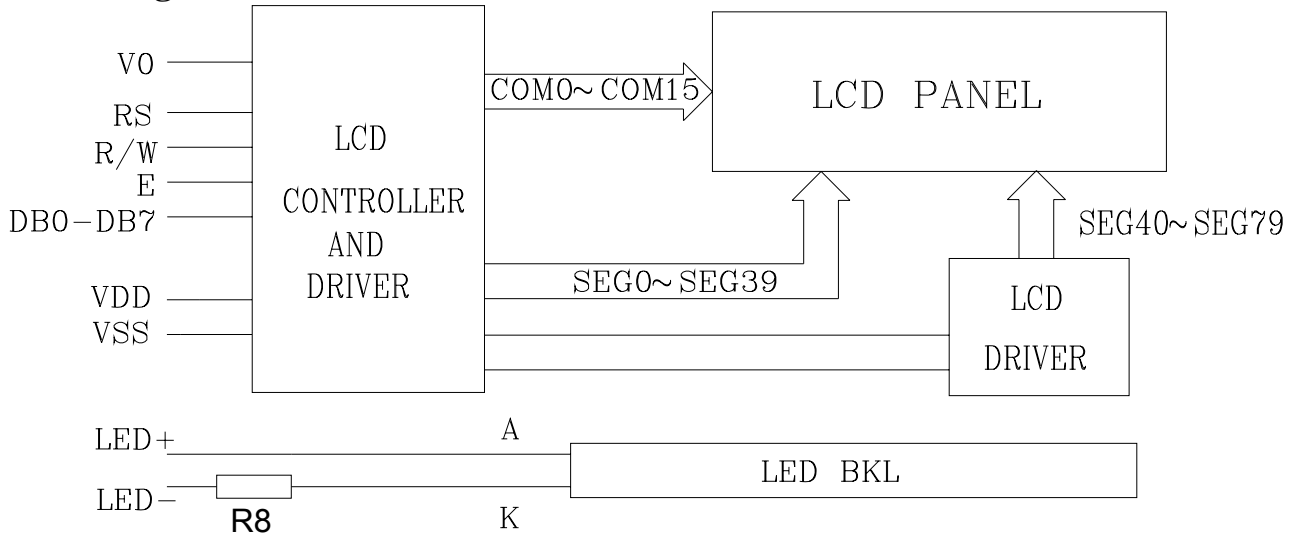 V0
RS
R/W
E
DB0-DB7
VDD
VSS
LCD
CONTROLLER
AND
DRIVER
COM0~COM15
LCD PANEL
SEG0~SEG39
SEG40~SEG79
LCD
DRIVER
LED+
A
LED BKL
LED-
R8
K